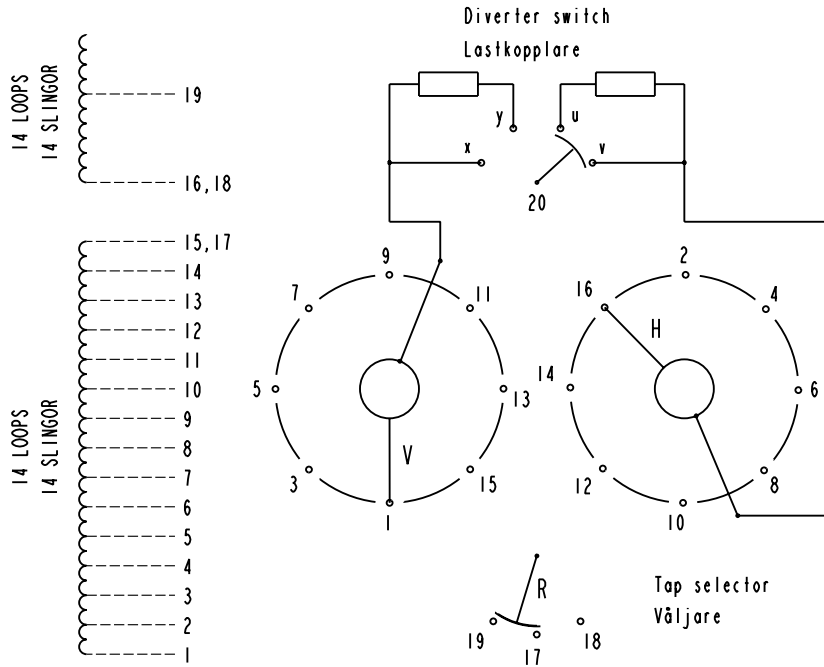 Diverter switch
Lastkopplare
14 LOOPS
14 SLINGOR
19
16,18
y
u
x
v
20
15,17
14
13
12
11
10
9
8
7
6
5
4
3
2
1
14 LOOPS
14 SLINGOR
9
7
11
5
13
3
15
1
V
2
16
4
H
14
6
12
8
10
R
19
17
18
Tap selector
Väljare